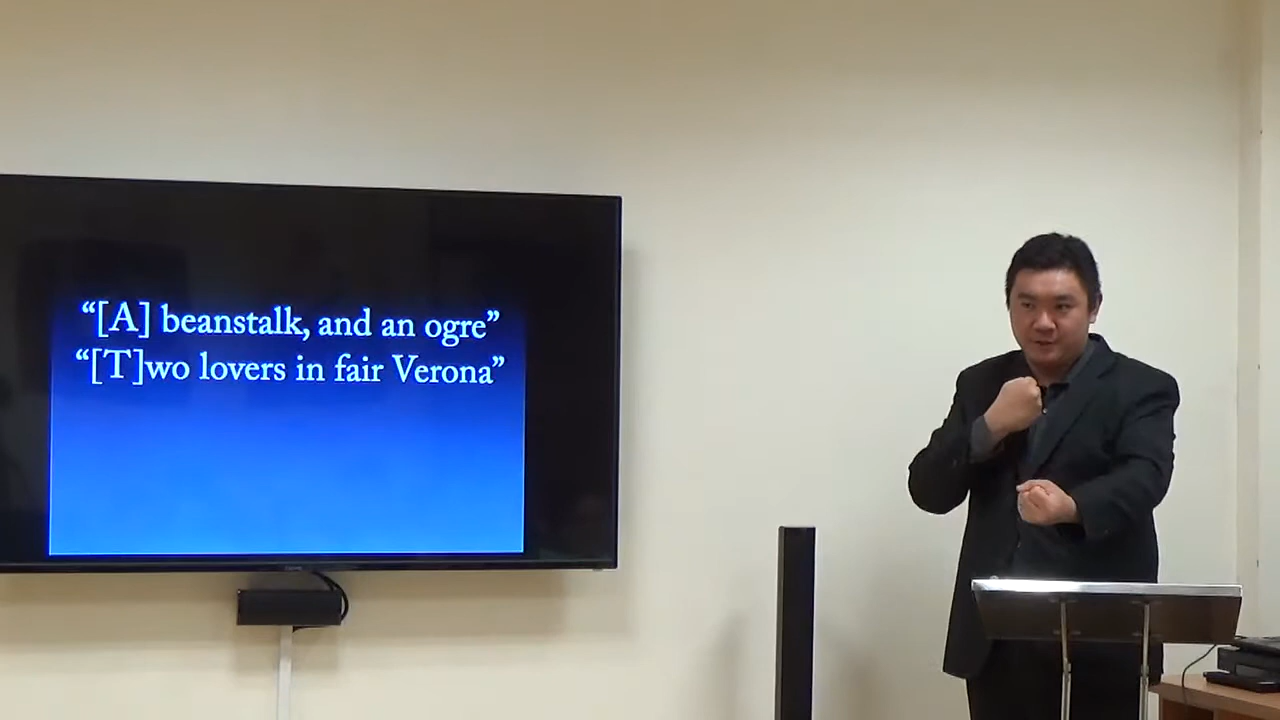 “[A] beanstalk, and an ogre”
“[T]wo lovers in fair Verona”